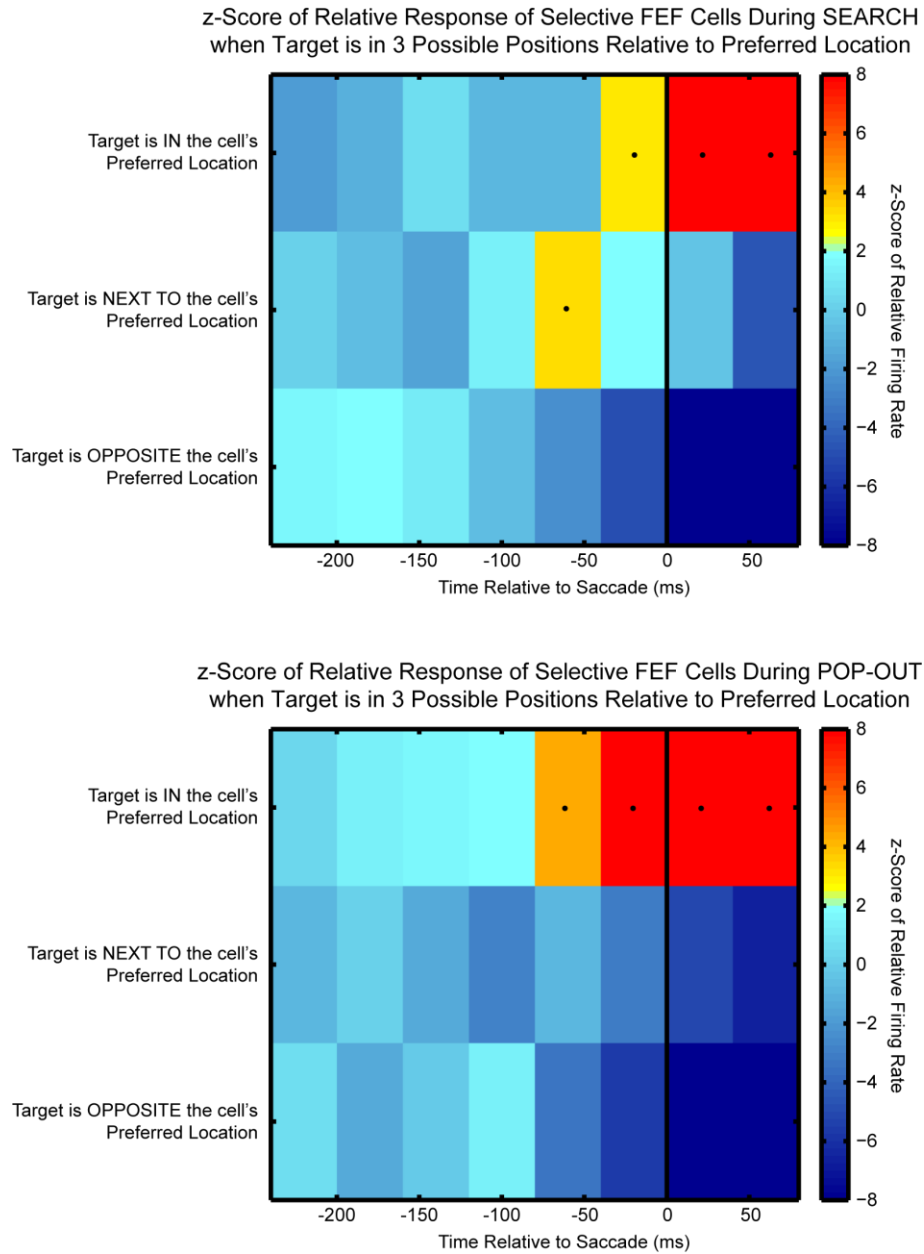 z-Score of Relative Response of Selective FEF Cells During SEARCH
when Target is in 3 Possible Positions Relative to Preferred Location
Target is IN the cell's
Preferred Location
Target is NEXT TO the cell's
Preferred Location
Target is OPPOSITE the cell's
Preferred Location
-200
-150
-100
-50
0
50
Time Relative to Saccade (ms)
8
6
4
2
0
−2
−4
−6
−8
z-Score of Relative Firing Rate
z-Score of Relative Response of Selective FEF Cells During POP-OUT
when Target is in 3 Possible Positions Relative to Preferred Location
Target is IN the cell's
Preferred Location
Target is NEXT TO the cell's
Preferred Location
Target is OPPOSITE the cell's
Preferred Location
-200
-150
-100
-50
0
50
Time Relative to Saccade (ms)
8
6
4
2
0
−2
−4
−6
−8
z-Score of Relative Firing Rate